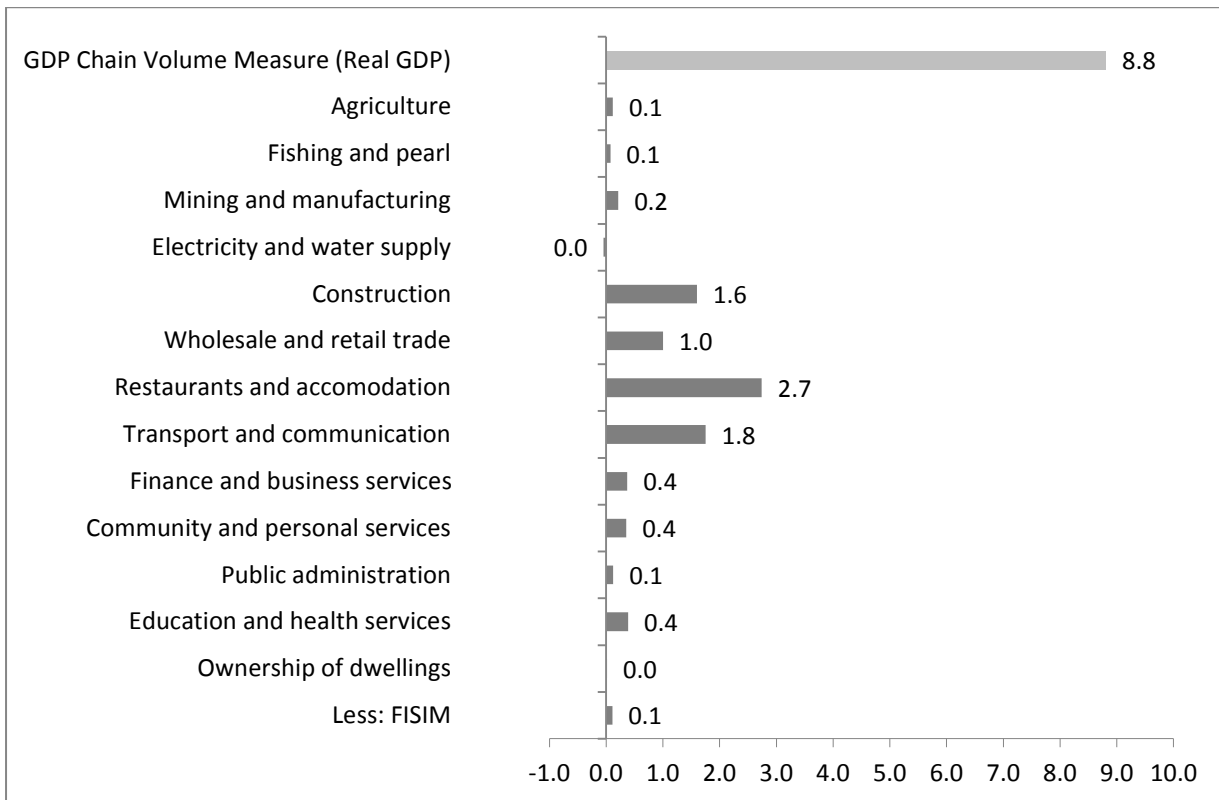 GDP Chain Volume Measure (Real GDP) 8.8
Agriculture 0.1
Fishing and pearl 0.1
Mining and manufacturing 0.2
Electricity and water supply 0.0
Construction 1.6
Wholesale and retail trade 1.0
Restaurants and accomodation 2.7
Transport and communication 1.8
Finance and business services 0.4
Community and personal services 0.4
Public administration 0.1
Education and health services 0.4
Ownership of dwellings 0.0
Less: FISIM 0.1
-1.0 0.0 1.0 2.0 3.0 4.0 5.0 6.0 7.0 8.0 9.0 10.0